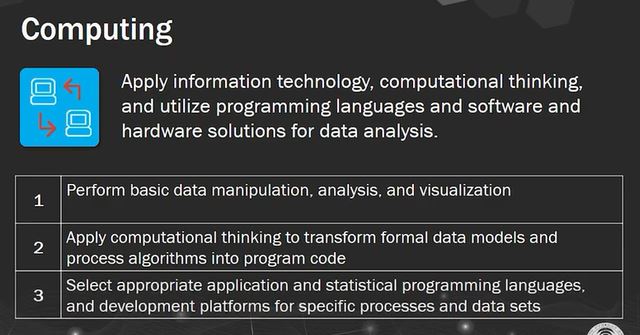 Computing
Apply information technology, computational thinking,
and utilize programming languages and software and
hardware solutions for data analysis.
1
Perform basic data manipulation, analysis, and visualization
2
Apply computational thinking to transform formal data models and
process algorithms into program code
3
Select appropriate application and statistical programming languages,
and development platforms for specific processes and data sets